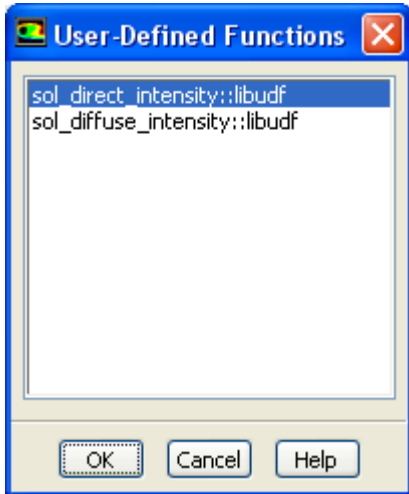 User-Defined Functions
sol_direct_intensity::libudf
sol_diffuse_intensity::libudf
OK Cancel Help